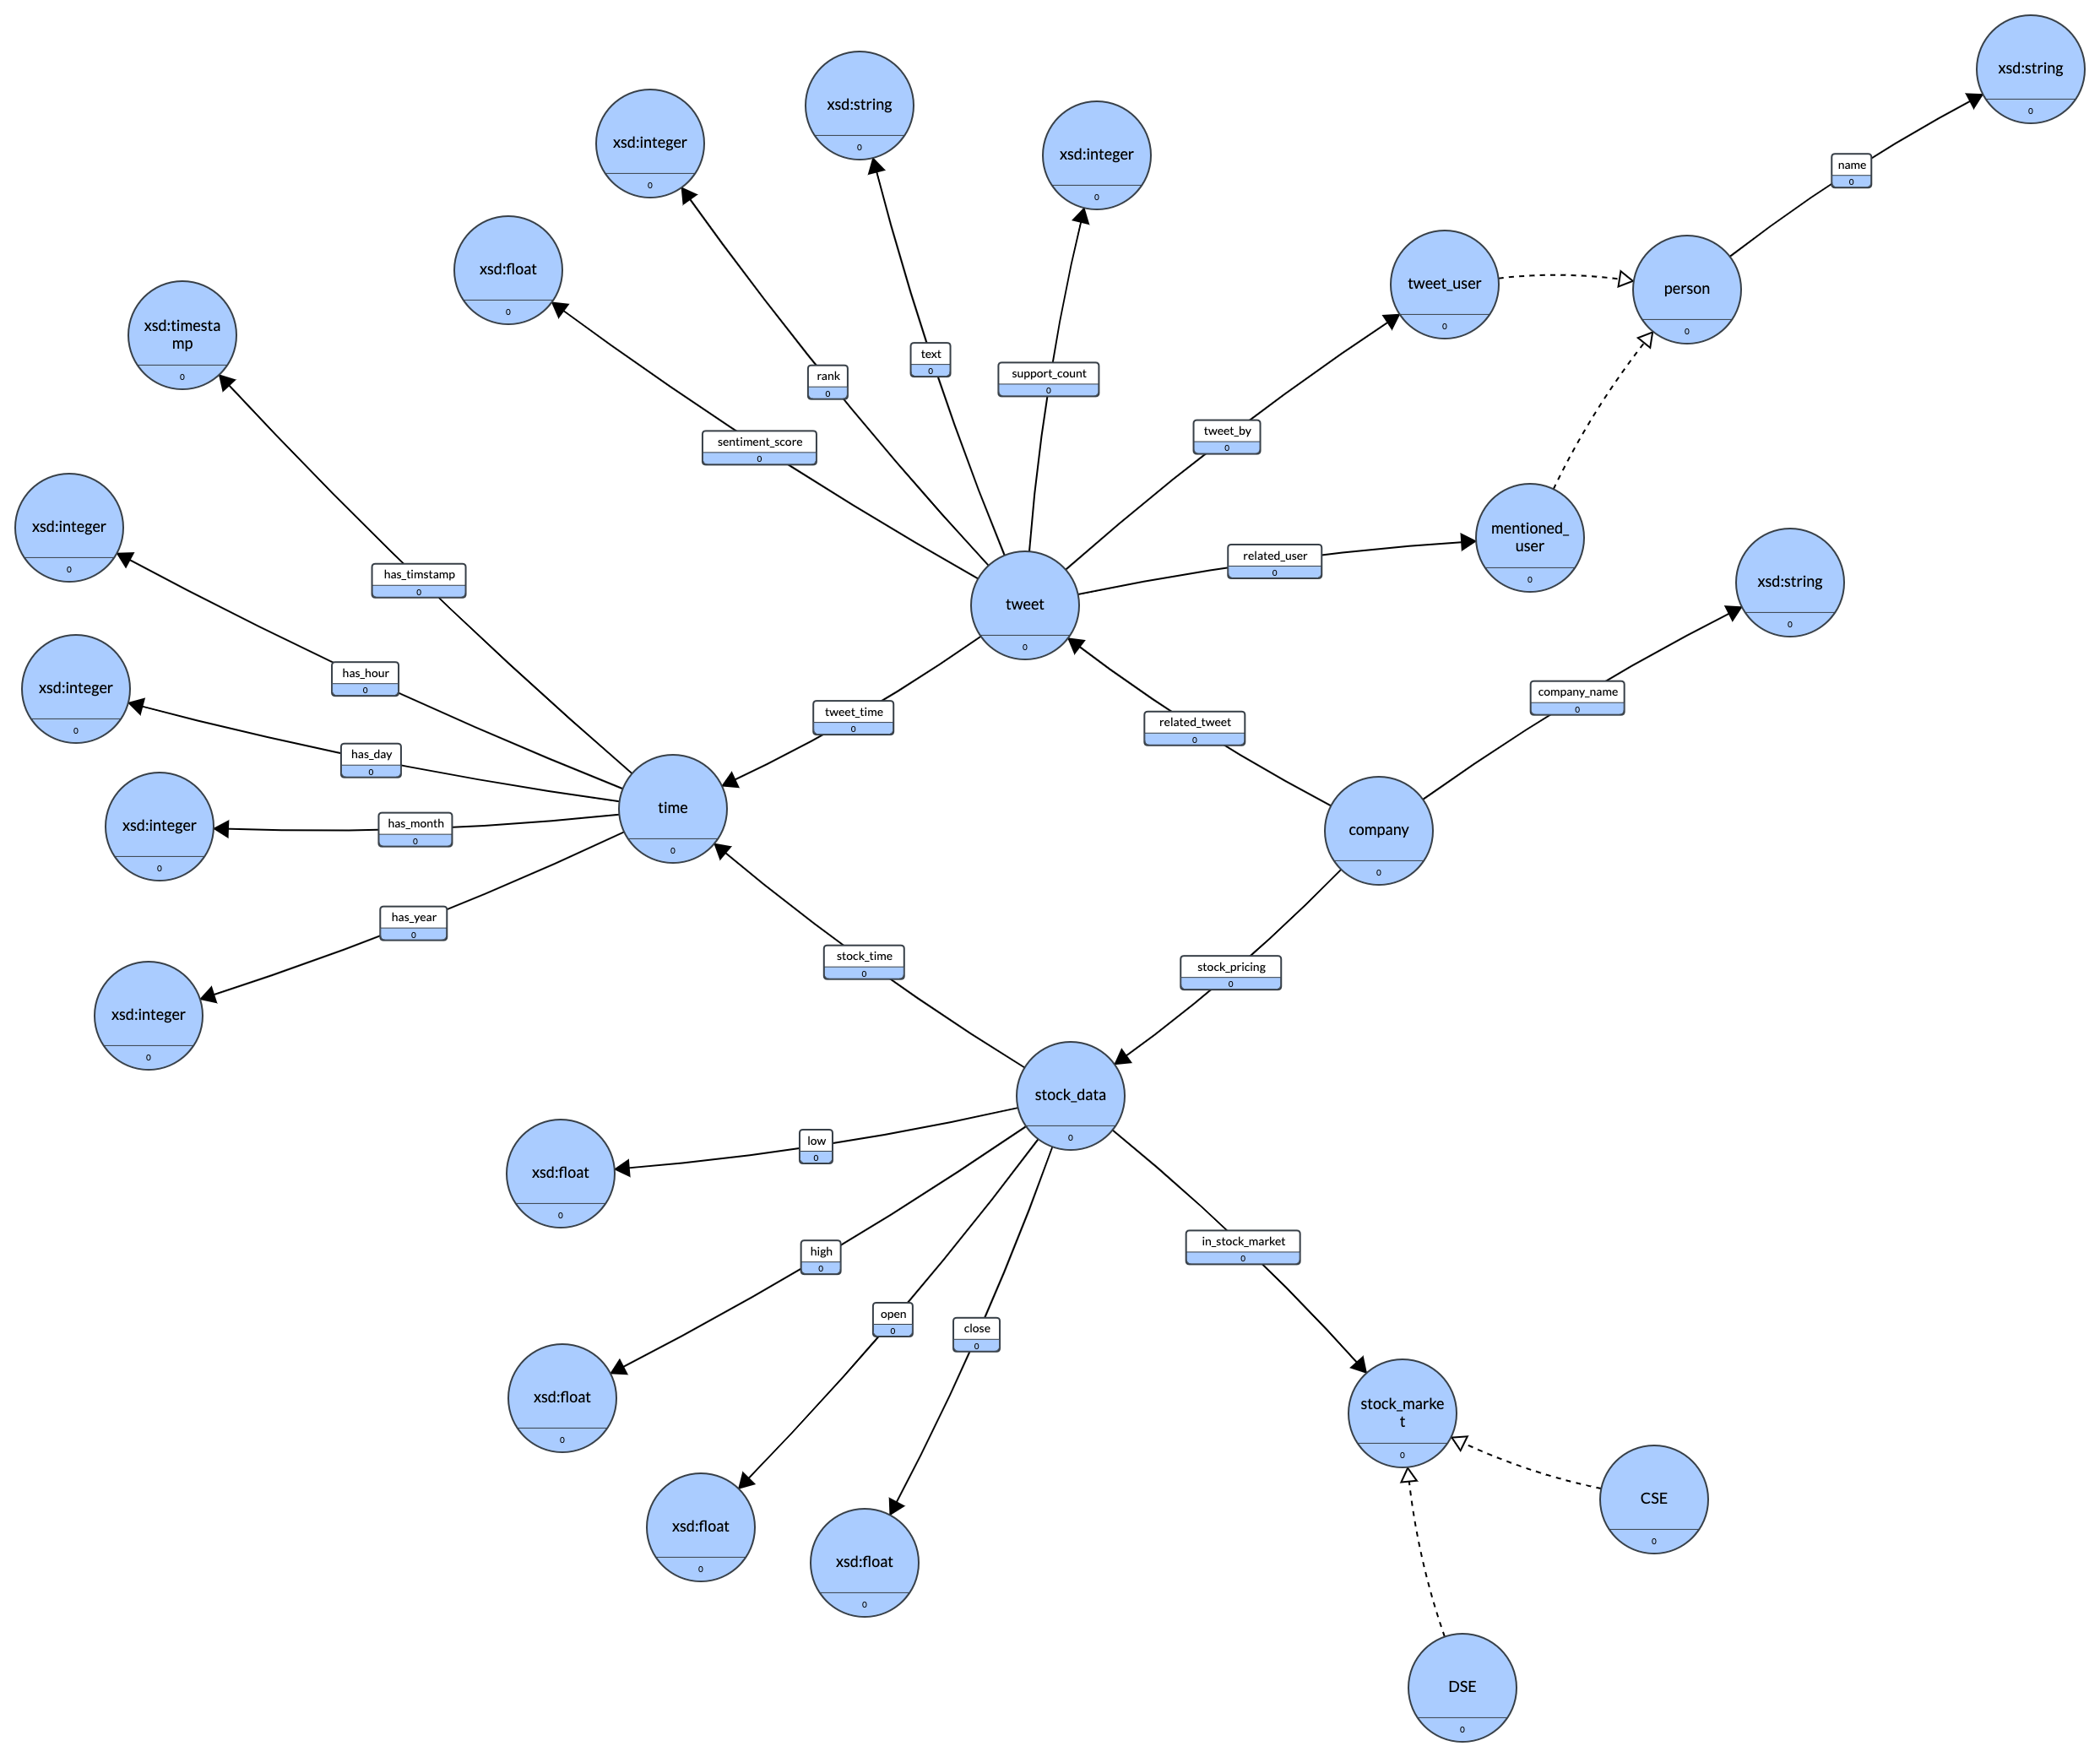 xsd:string
0
xsd:string
0
xsd:integer
0
xsd:integer
0
name
0
xsd:float
0
tweet_user
0
person
0
xsd:timesta
mp
0
text
0
rank
0
support_count
0
sentiment_score
0
tweet_by
0
xsd:integer
0
mentioned_
user
0
related_user
0
has_timstamp
0
xsd:string
0
tweet
0
has_hour
0
xsd:integer
0
company_name
0
tweet_time
0
related_tweet
0
has_day
0
time
0
has_month
0
xsd:integer
0
company
0
has_year
0
stock_time
0
stock_pricing
0
xsd:integer
0
stock_data
0
low
0
xsd:float
0
high
0
in_stock_market
0
open
0
close
0
xsd:float
0
stock_marke
t
0
CSE
0
xsd:float
0
xsd:float
0
DSE
0